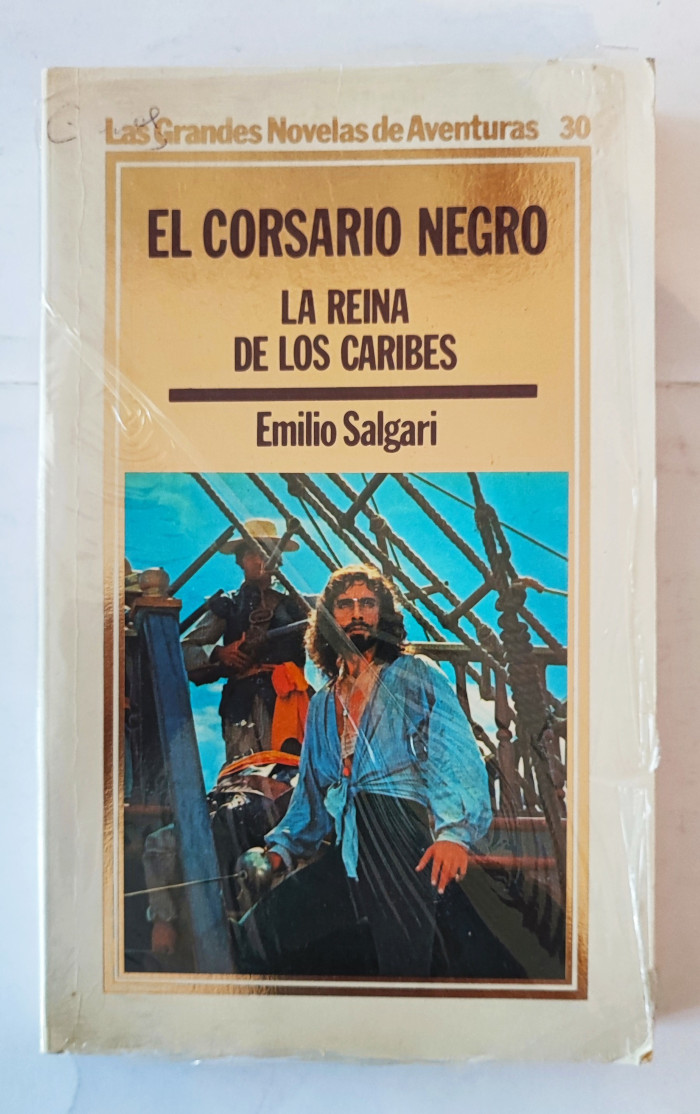 Las Grandes Novelas de Aventuras 30
EL CORSARIO NEGRO
LA REINA
DE LOS CARIBES
Emilio Salgari